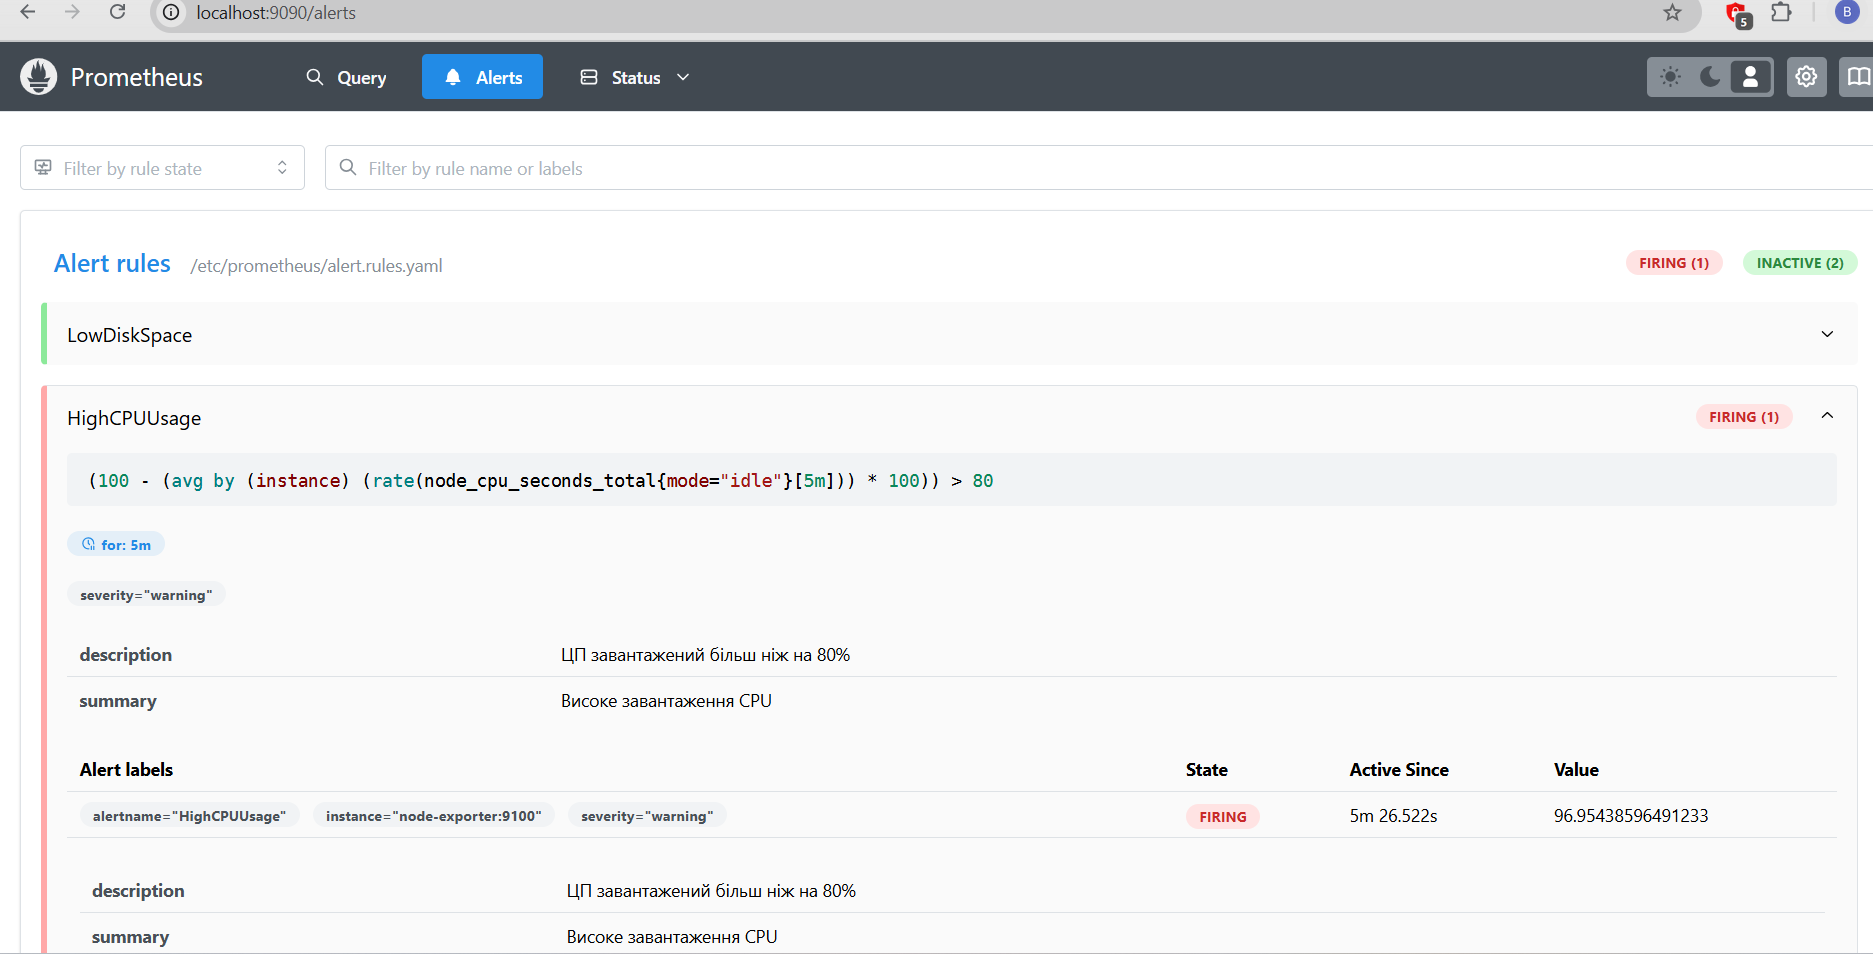 localhost:9090/alerts
5
B
Prometheus
Query
Alerts
Status
Filter by rule state
Filter by rule name or labels
Alert rules /etc/prometheus/alert.rules.yaml FIRING (1) INACTIVE (2)
LowDiskSpace
HighCPUUsage FIRING (1)
(100 - (avg by (instance) (rate(node_cpu_seconds_total{mode="idle"}[5m])) * 100)) > 80
for: 5m
severity="warning"
description ЦП завантажений більш ніж на 80%
summary Високе завантаження CPU
Alert labels State Active Since Value
alertname="HighCPUUsage" instance="node-exporter:9100" severity="warning" FIRING 5m 26.522s 96.95438596491233
description ЦП завантажений більш ніж на 80%
summary Високе завантаження CPU